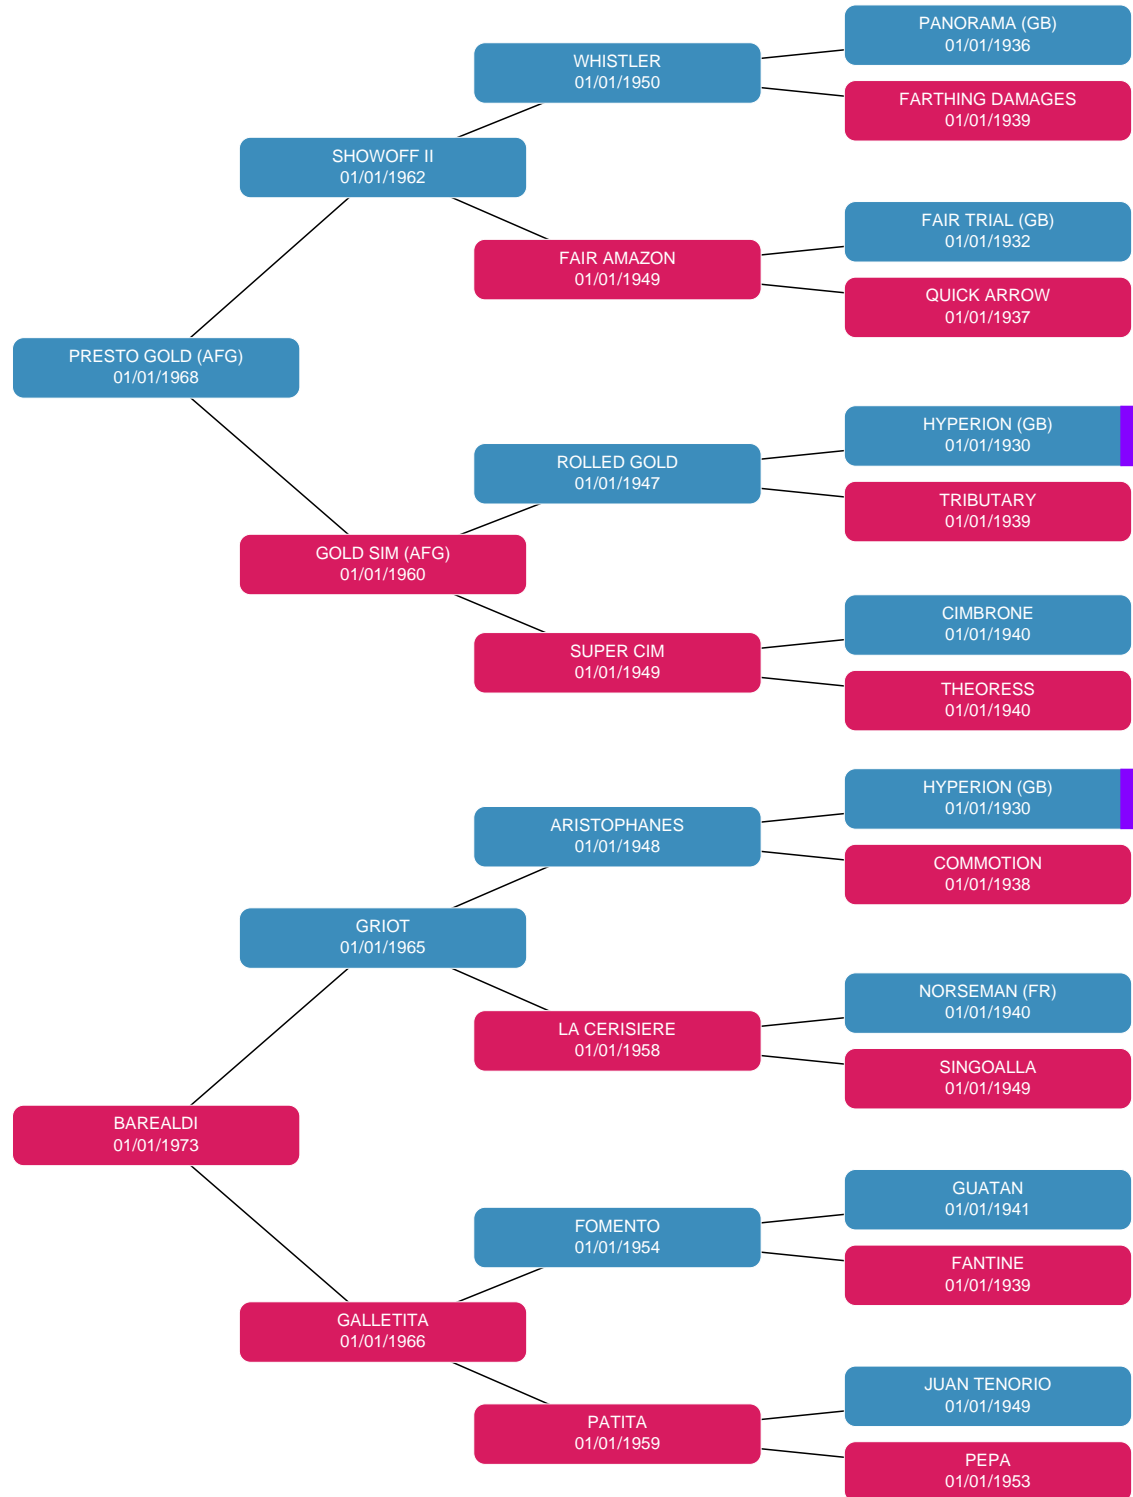 PANORAMA (GB)
01/01/1936
WHISTLER
01/01/1950
FARTHING DAMAGES
01/01/1939
SHOWOFF II
01/01/1962
FAIR TRIAL (GB)
01/01/1932
FAIR AMAZON
01/01/1949
QUICK ARROW
01/01/1937
PRESTO GOLD (AFG)
01/01/1968
HYPERION (GB)
01/01/1930
ROLLED GOLD
01/01/1947
TRIBUTARY
01/01/1939
GOLD SIM (AFG)
01/01/1960
CIMBRONE
01/01/1940
SUPER CIM
01/01/1949
THEORESS
01/01/1940
HYPERION (GB)
01/01/1930
ARISTOPHANES
01/01/1948
COMMOTION
01/01/1938
GRIOT
01/01/1965
NORSEMAN (FR)
01/01/1940
LA CERISIERE
01/01/1958
SINGOALLA
01/01/1949
BAREALDI
01/01/1973
GUATAN
01/01/1941
FOMENTO
01/01/1954
FANTINE
01/01/1939
GALLETITA
01/01/1966
JUAN TENORIO
01/01/1949
PATITA
01/01/1959
PEPA
01/01/1953